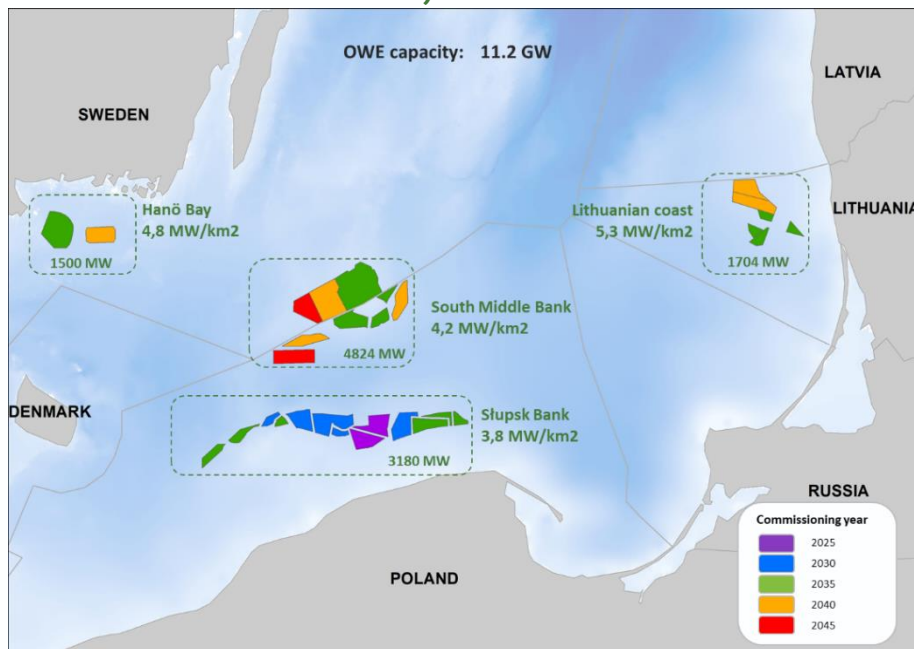 OWE capacity: 11.2 GW
LATVIA
SWEDEN
Hanö Bay
4,8 MW/km2
1500 MW
Lithuanian coast
5,3 MW/km2
LITHUANIA
1704 MW
South Middle Bank
4,2 MW/km2
4824 MW
DENMARK
Słupsk Bank
3,8 MW/km2
3180 MW
RUSSIA
POLAND
Commissioning year
2025
2030
2035
2040
2045